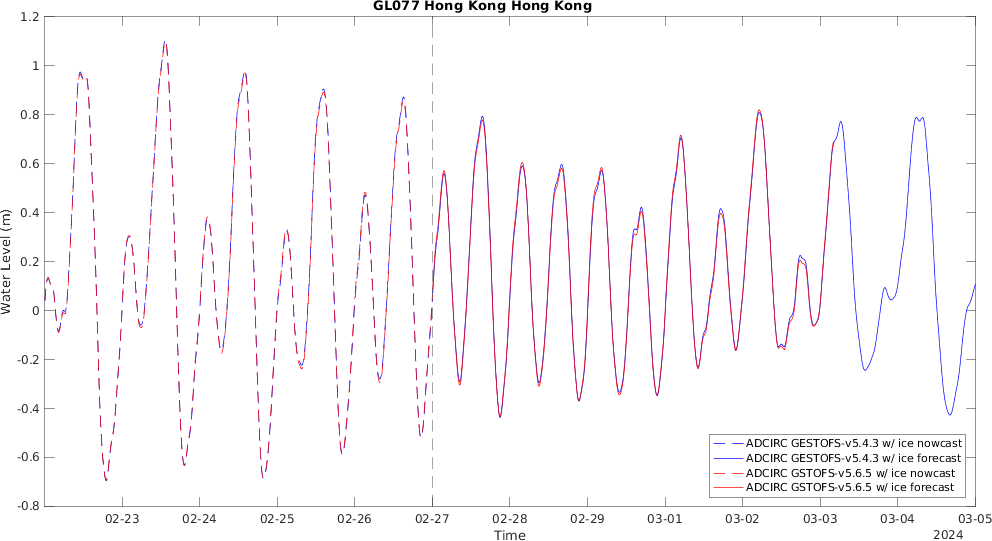 GL077 Hong Kong Hong Kong
1.2
1
0.8
0.6
0.4
0.2
0
-0.2
-0.4
-0.6
-0.8
Water Level (m)
ADCIRC GESTOFS-v5.4.3 w/ ice nowcast
ADCIRC GESTOFS-v5.4.3 w/ ice forecast
ADCIRC GSTOFS-v5.6.5 w/ ice nowcast
ADCIRC GSTOFS-v5.6.5 w/ ice forecast
02-23 02-24 02-25 02-26 02-27 02-28 02-29 03-01 03-02 03-03 03-04 03-05
Time
2024